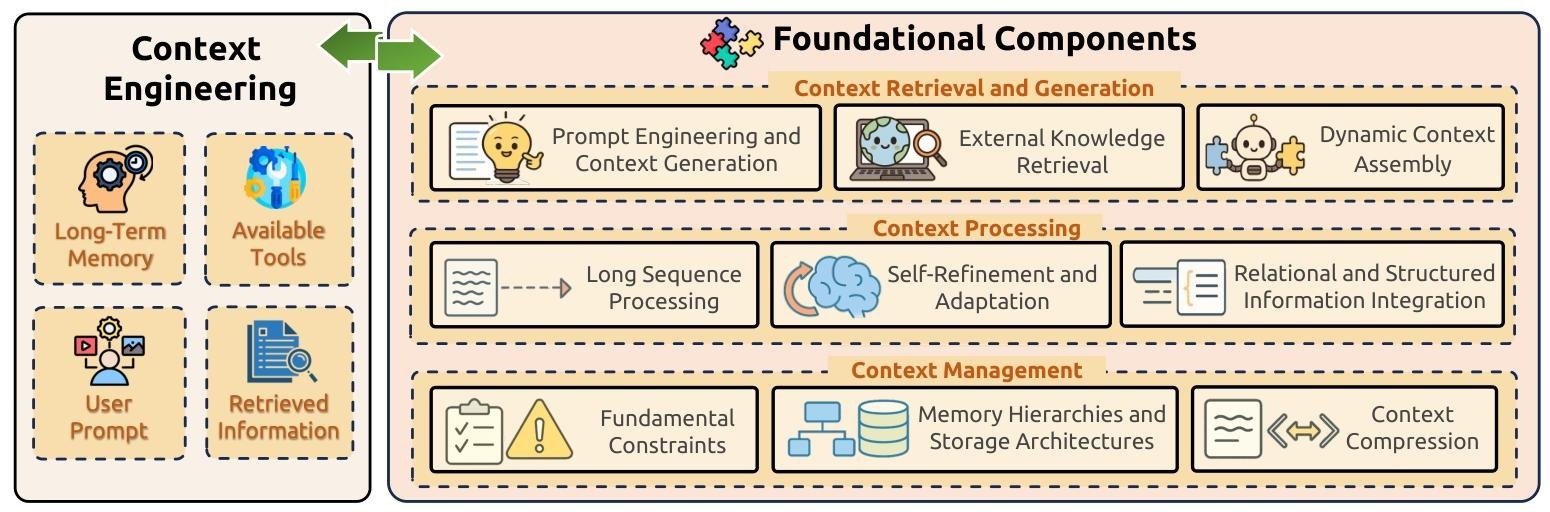 Context
Engineering
Long-Term
Memory
Available
Tools
User
Prompt
Retrieved
Information
Foundational Components
Context Retrieval and Generation
Prompt Engineering and
Context Generation
External Knowledge
Retrieval
Dynamic Context
Assembly
Context Processing
Long Sequence
Processing
Self-Refinement and
Adaptation
Relational and Structured
Information Integration
Context Management
Fundamental
Constraints
Memory Hierarchies and
Storage Architectures
Context
Compression